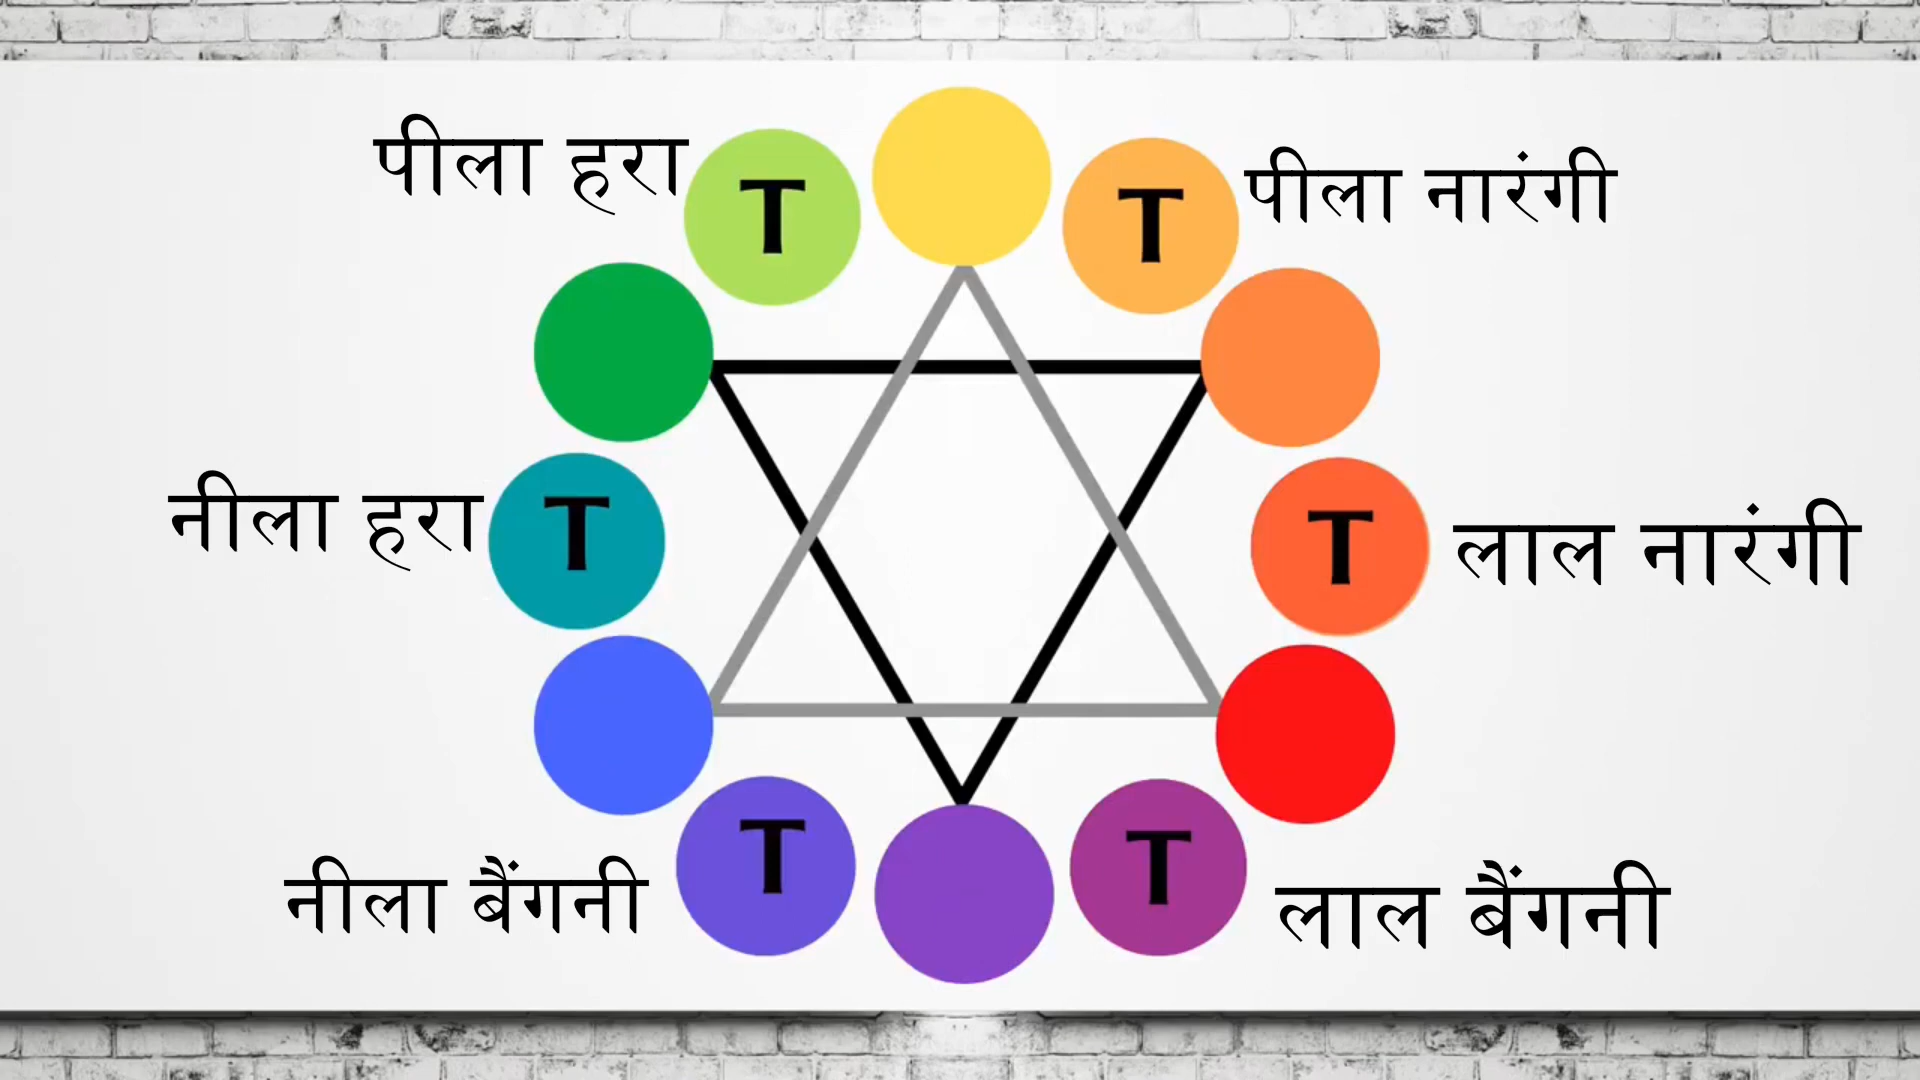 पीला हरा
T
T
पीला नारंगी
नीला हरा
T
T
लाल नारंगी
नीला बैंगनी
T
T
लाल बैंगनी